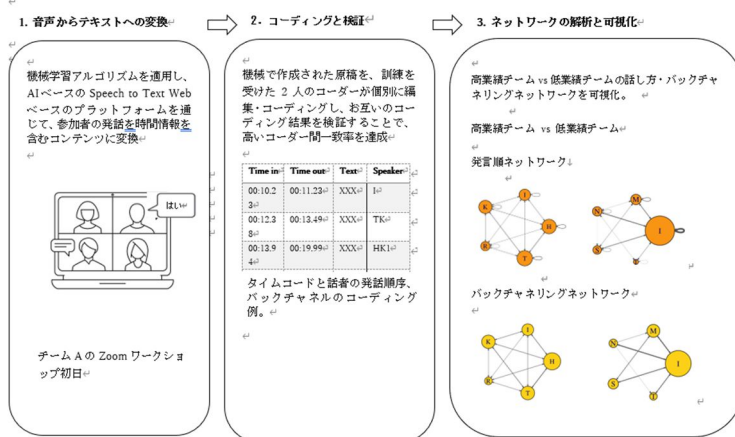 1. 音声からテキストへの変換
機械学習アルゴリズムを適用し、
AIベースの Speech to Text Web
ベースのプラットフォームを通
じて、参加者の発話を時間情報を
含むコンテンツに変換
はい
チーム A の Zoom ワークショ
ップ初日
2. コーディングと検証
機械で作成された原稿を、訓練を
受けた 2 人のコーダーが個別に編
集・コーディングし、お互いのコー
ディング結果を検証することで、
高いコーダー間一致率を達成
Time in Time out Text Speaker
00:10.2 00:11.23 XXX I
3
00:12.3 00:13.49 XXX TK
8
00:13.9 00:19.99 XXX HK1
4
タイムコードと話者の発話順序、
バックチャネルのコーディング
例。
3. ネットワークの解析と可視化
高業績チーム vs 低業績チームの話し方・バックチャ
ネリングネットワークを可視化。
高業績チーム vs 低業績チーム
発言順ネットワーク
I
K
H
R
T
M
N
I
S
T
バックチャネリングネットワーク
I
K
H
R
T
M
N
I
S
T